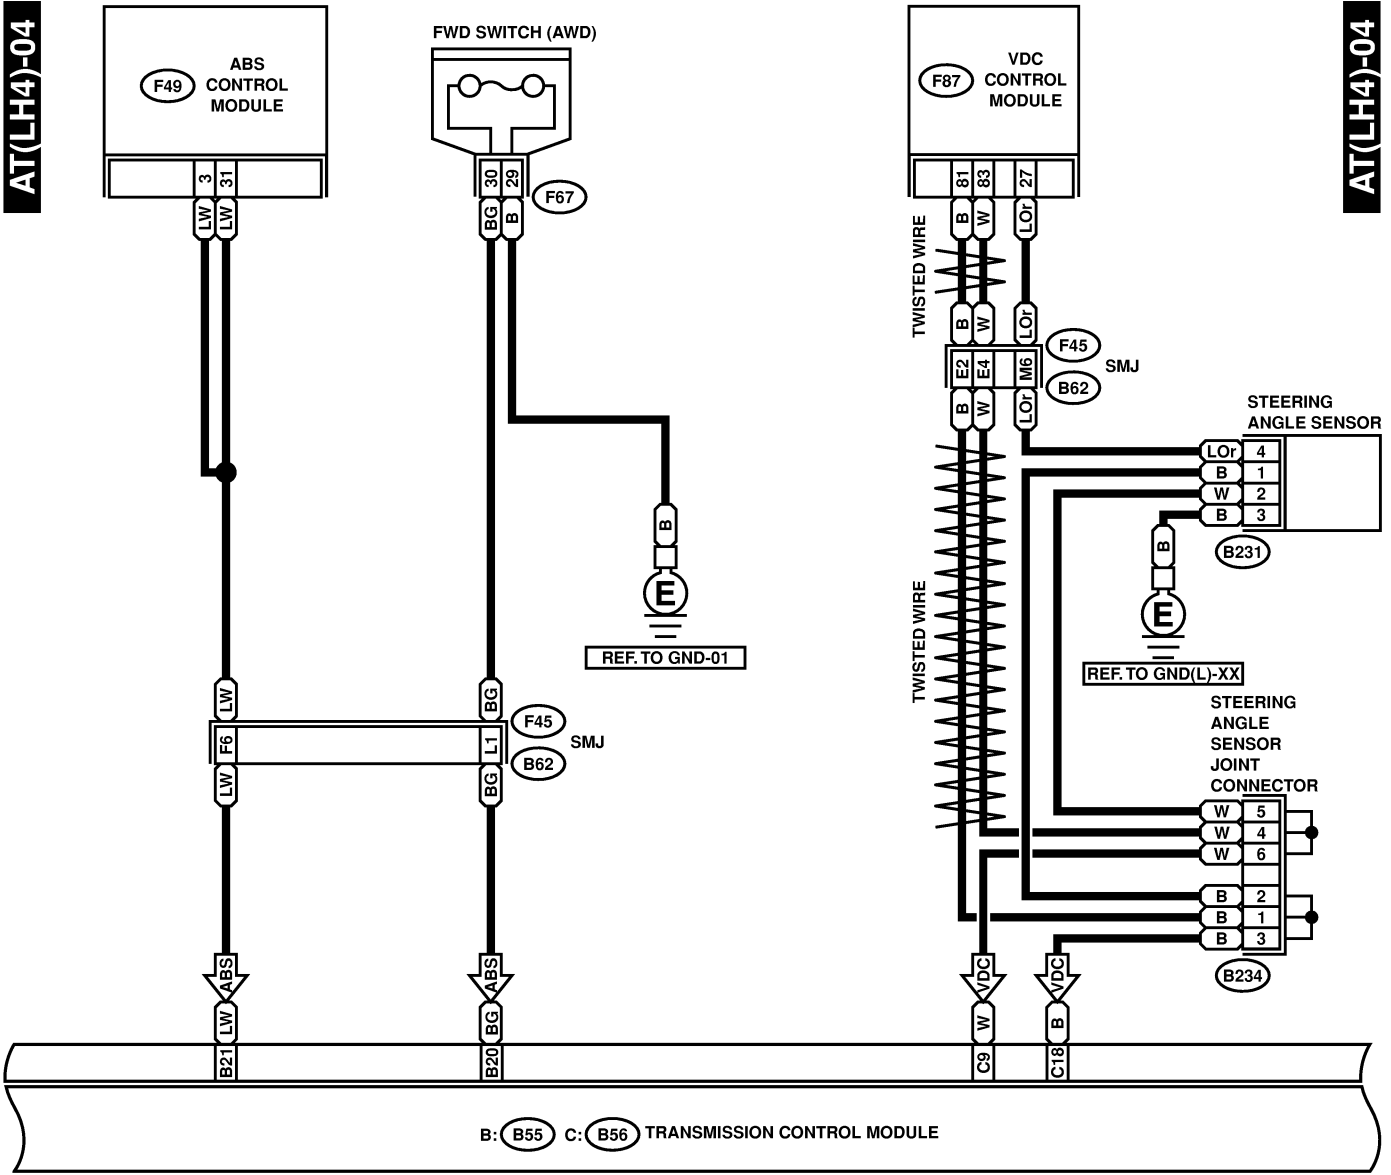 AT(LH4)-04
AT(LH4)-04
F49
ABS
CONTROL
MODULE
3
31
LW
LW
FWD SWITCH (AWD)
30
29
F67
BG
B
F87
VDC
CONTROL
MODULE
81
83
27
B
W
LOr
TWISTED WIRE
B
W
LOr
E2
E4
M6
F45
SMJ
B62
B
W
LOr
STEERING
ANGLE SENSOR
LOr 4
B 1
W 2
B 3
B231
B
E
REF. TO GND-01
B
E
REF. TO GND(L)-XX
TWISTED WIRE
LW
BG
F6
L1
F45
SMJ
B62
LW
BG
STEERING
ANGLE
SENSOR
JOINT
CONNECTOR
W 5
W 4
W 6
B 2
B 1
B 3
B234
ABS
ABS
VDC
VDC
LW
BG
W
B
B21
B20
C9
C18
B: B55 C: B56 TRANSMISSION CONTROL MODULE